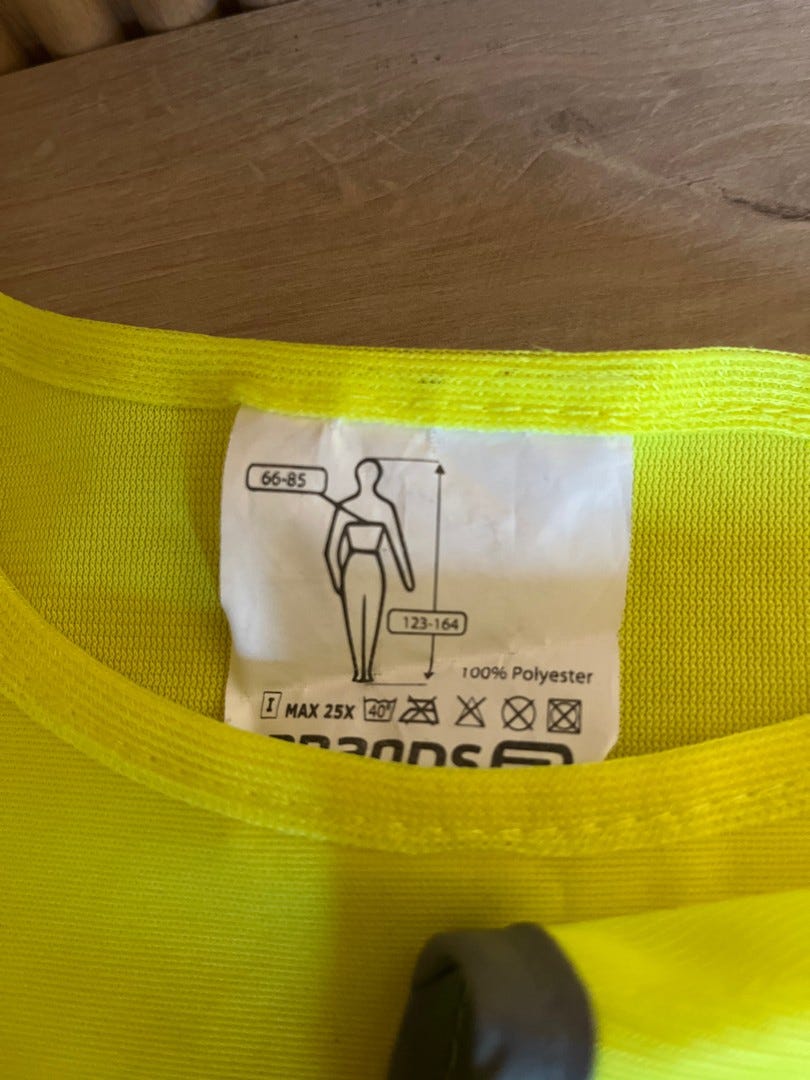 66-85
123-164
100% Polyester
MAX 25X 40°